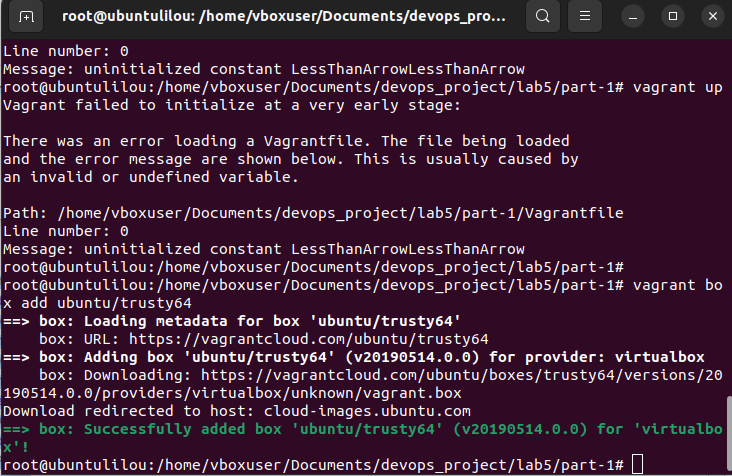 root@ubuntulilou: /home/vboxuser/Documents/devops_pro...
Line number: 0
Message: uninitialized constant LessThanArrowLessThanArrow
root@ubuntulilou:/home/vboxuser/Documents/devops_project/lab5/part-1# vagrant up
Vagrant failed to initialize at a very early stage:
There was an error loading a Vagrantfile. The file being loaded
and the error message are shown below. This is usually caused by
an invalid or undefined variable.
Path: /home/vboxuser/Documents/devops_project/lab5/part-1/Vagrantfile
Line number: 0
Message: uninitialized constant LessThanArrowLessThanArrow
root@ubuntulilou:/home/vboxuser/Documents/devops_project/lab5/part-1#
root@ubuntulilou:/home/vboxuser/Documents/devops_project/lab5/part-1# vagrant bo
x add ubuntu/trusty64
==> box: Loading metadata for box 'ubuntu/trusty64'
box: URL: https://vagrantcloud.com/ubuntu/trusty64
==> box: Adding box 'ubuntu/trusty64' (v20190514.0.0) for provider: virtualbox
box: Downloading: https://vagrantcloud.com/ubuntu/boxes/trusty64/versions/20
190514.0.0/providers/virtualbox/unknown/vagrant.box
Download redirected to host: cloud-images.ubuntu.com
==> box: Successfully added box 'ubuntu/trusty64' (v20190514.0.0) for 'virtualbo
x'!
root@ubuntulilou:/home/vboxuser/Documents/devops_project/lab5/part-1#